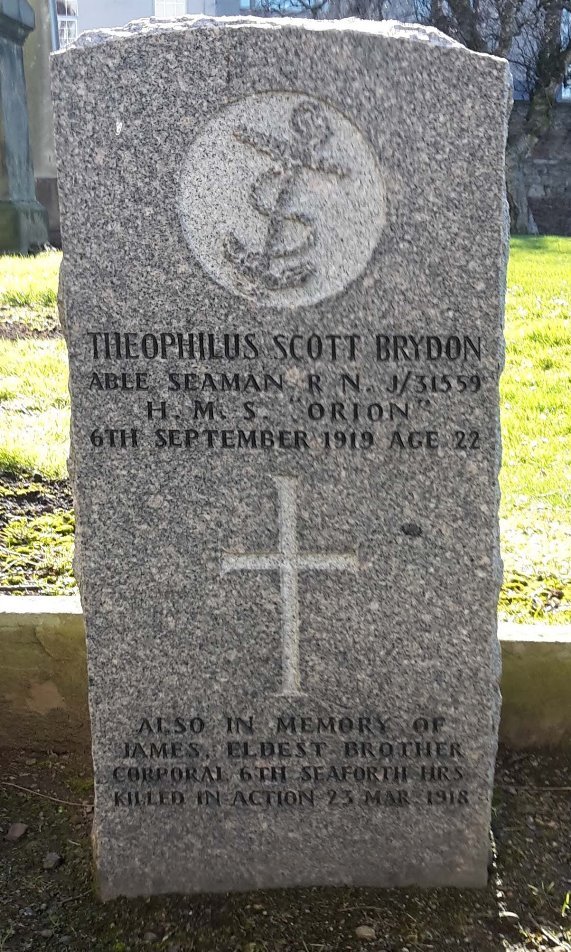 THEOPHILUS SCOTT BRYDON
ABLE SEAMAN R. N. J/31559
H. M. S. "ORION"
6TH SEPTEMBER 1919 AGE 22
ALSO IN MEMORY OF
JAMES, ELDEST BROTHER
CORPORAL 6TH SEAFORTH HRS
KILLED IN ACTION 23 MAR. 1918